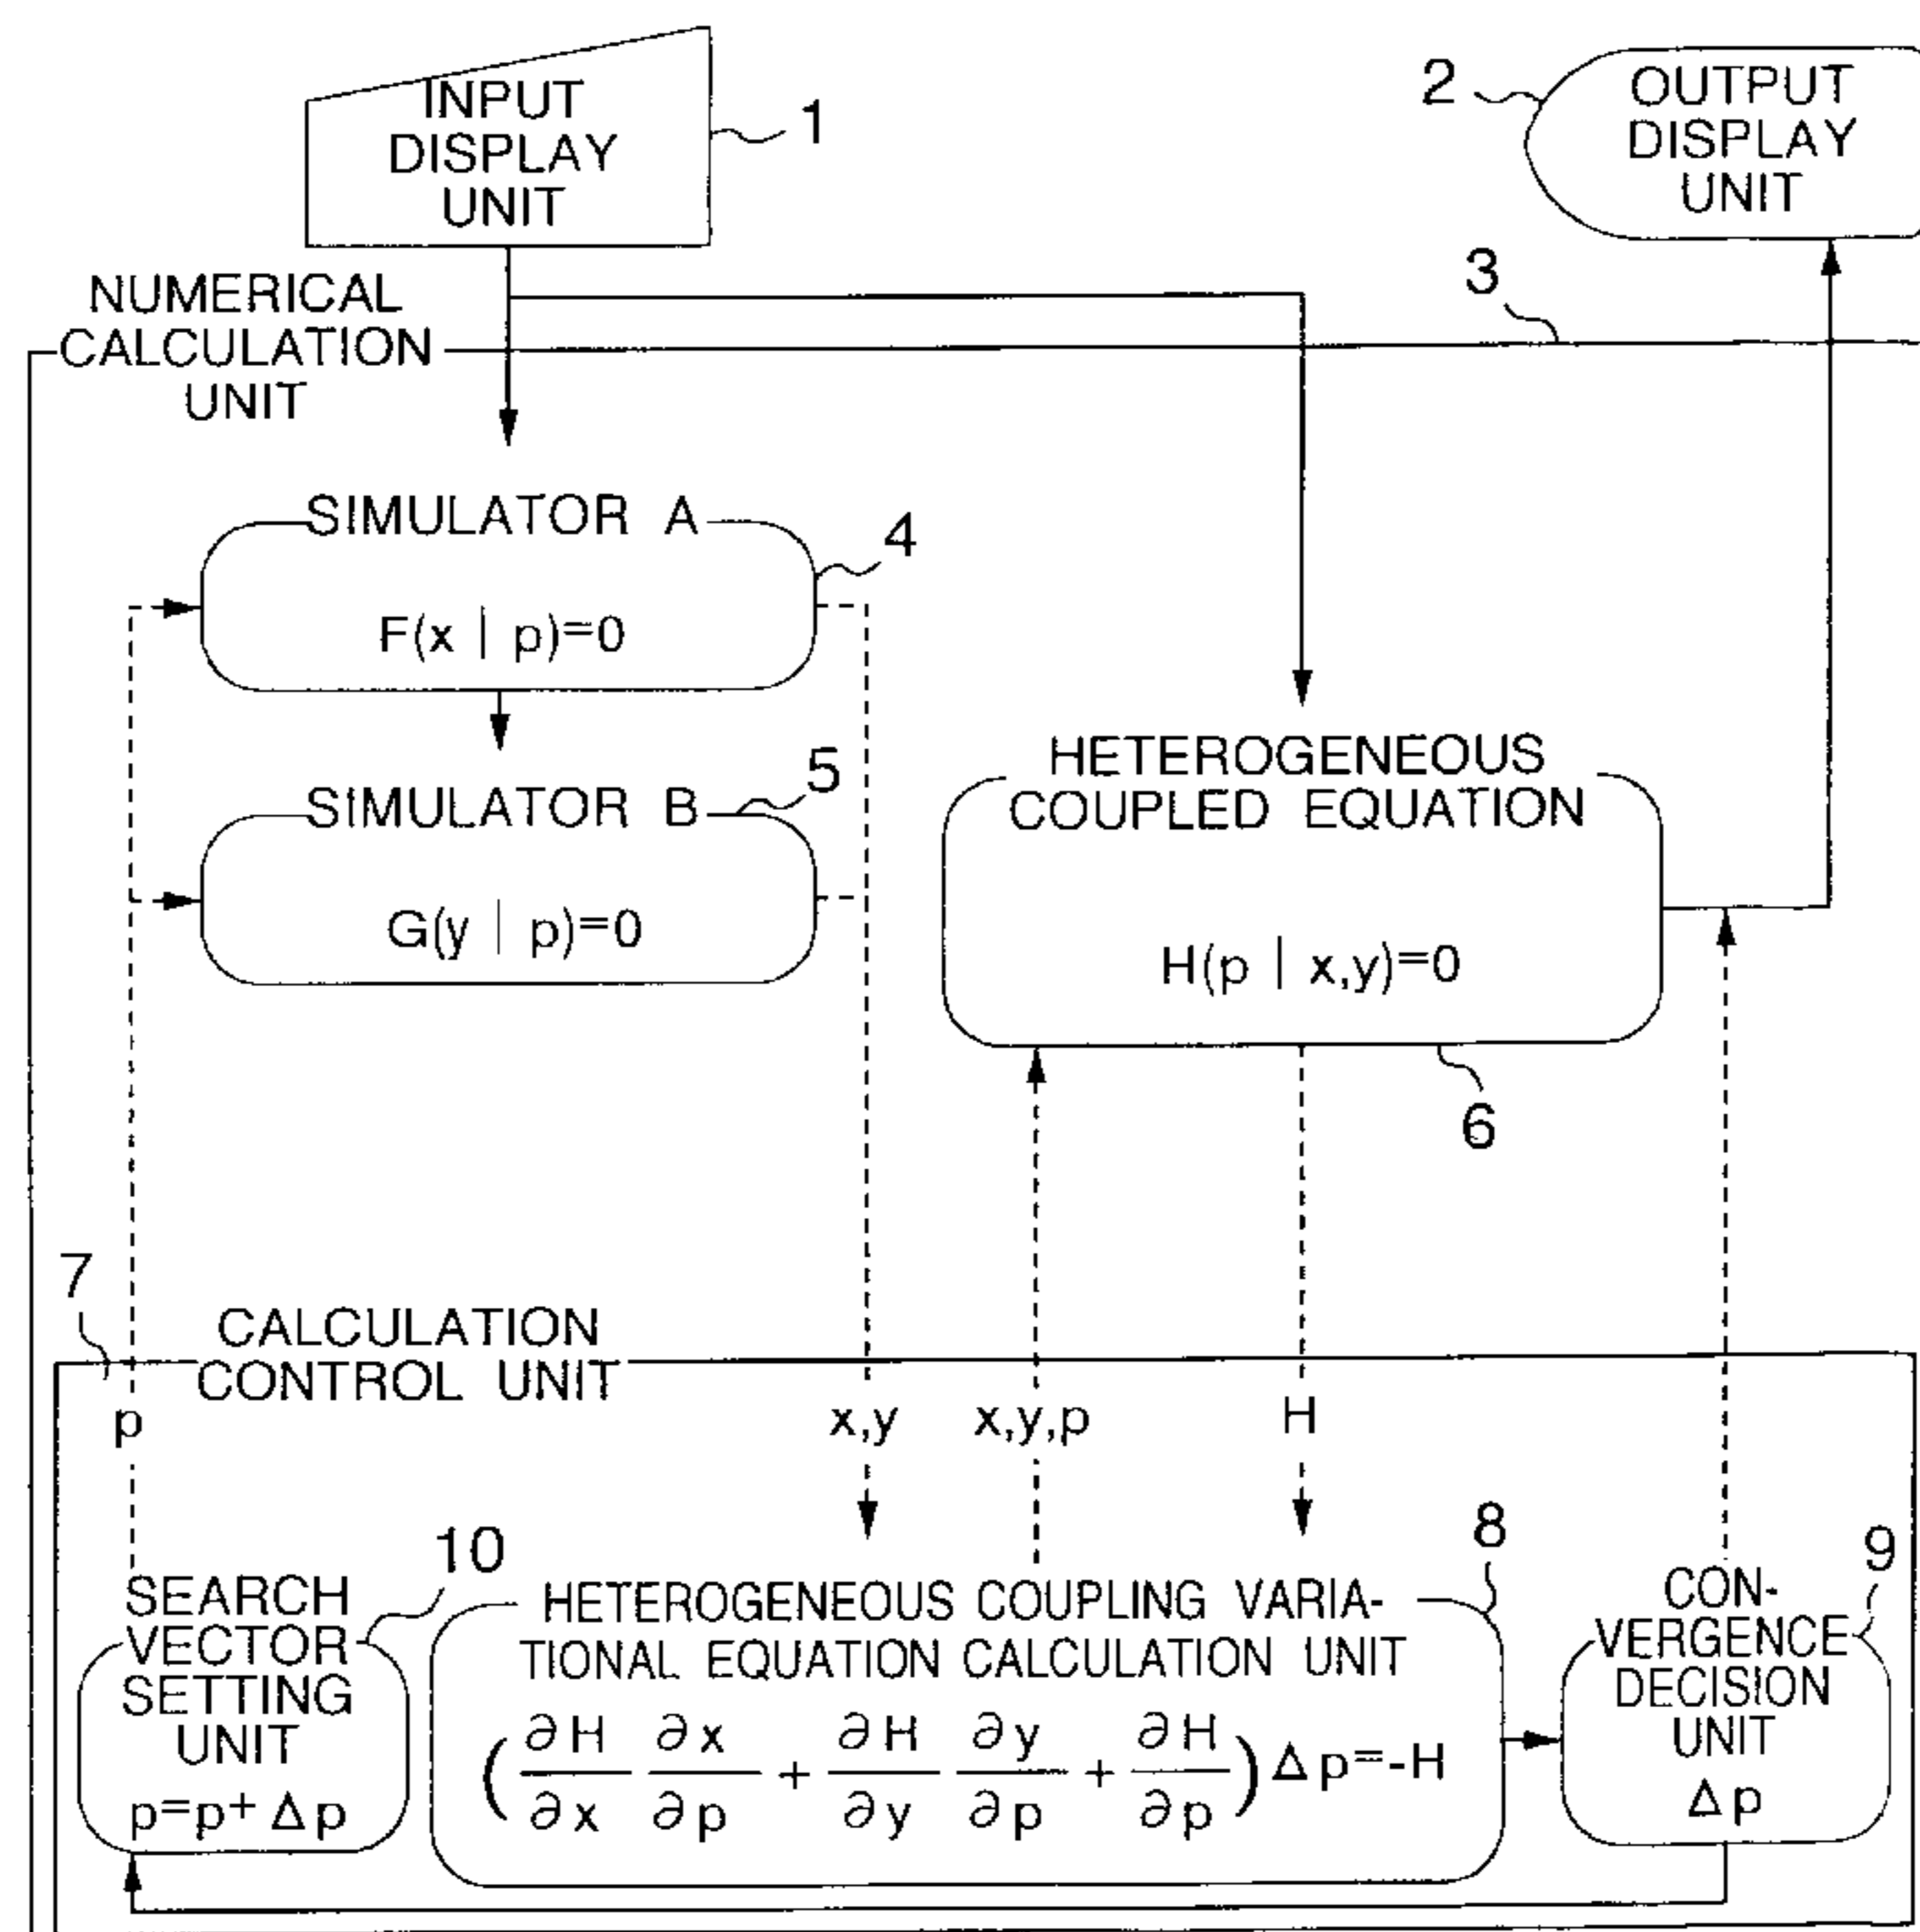 INPUT
DISPLAY
UNIT
1
2
OUTPUT
DISPLAY
UNIT
NUMERICAL
CALCULATION
UNIT
3
SIMULATOR A
4
F(x | p)=0
SIMULATOR B
5
G(y | p)=0
HETEROGENEOUS
COUPLED EQUATION
H(p | x,y)=0
6
7
CALCULATION
CONTROL UNIT
p
x,y
x,y,p
H
SEARCH
VECTOR
SETTING
UNIT
p=p+ Δp
10
HETEROGENEOUS COUPLING VARIA-
TIONAL EQUATION CALCULATION UNIT
(∂H/∂x ∂x/∂p + ∂H/∂y ∂y/∂p + ∂H/∂p) Δp=-H
8
CON-
VERGENCE
DECISION
UNIT
Δp
9